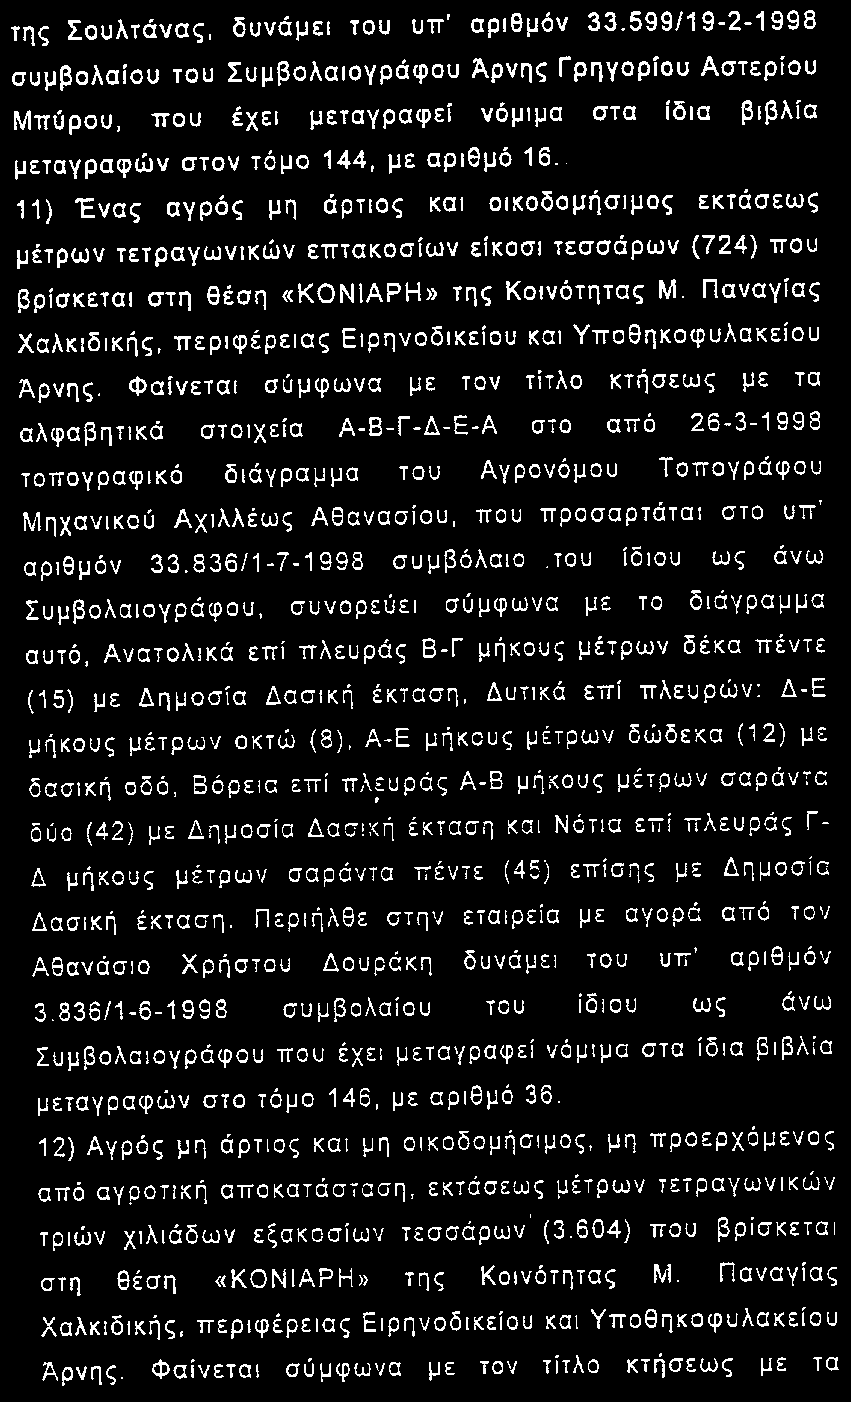 της Σουλτάνας, δυνάμει του υπ' αριθμόν 33.599/19-2-1998
συμβολαίου του Συμβολαιογράφου Άρνης Γρηγορίου Αστερίου
Μπύρου, που έχει μεταγραφεί νόμιμα στα ίδια βιβλία
μεταγραφών στον τόμο 144, με αριθμό 16.
11) Ένας αγρός μη άρτιος και οικοδομήσιμος εκτάσεως
μέτρων τετραγωνικών επτακοσίων είκοσι τεσσάρων (724) που
βρίσκεται στη θέση «ΚΟΝΙΑΡΗ» της Κοινότητας Μ. Παναγίας
Χαλκιδικής, περιφέρειας Ειρηνοδικείου και Υποθηκοφυλακείου
Άρνης. Φαίνεται σύμφωνα με τον τίτλο κτήσεως με τα
αλφαβητικά στοιχεία Α-Β-Γ-Δ-Ε-Α στο από 26-3-1998
τοπογραφικό διάγραμμα του Αγρονόμου Τοπογράφου
Μηχανικού Αχιλλέως Αθανασίου, που προσαρτάται στο υπ'
αριθμόν 33.836/1-7-1998 συμβόλαιο .του ίδιου ως άνω
Συμβολαιογράφου, συνορεύει σύμφωνα με το διάγραμμα
αυτό, Ανατολικά επί πλευράς Β-Γ μήκους μέτρων δέκα πέντε
(15) με Δημοσία Δασική έκταση, Δυτικά επί πλευρών: Δ-Ε
μήκους μέτρων οκτώ (8), Α-Ε μήκους μέτρων δώδεκα (12) με
δασική οδό, Βόρεια επί πλευράς Α-Β μήκους μέτρων σαράντα
δύο (42) με Δημοσία Δασική έκταση και Νότια επί πλευράς Γ-
Δ μήκους μέτρων σαράντα πέντε (45) επίσης με Δημοσία
Δασική έκταση. Περιήλθε στην εταιρεία με αγορά από τον
Αθανάσιο Χρήστου Δουράκη δυνάμει του υπ' αριθμόν
3.836/1-6-1998 συμβολαίου του ίδιου ως άνω
Συμβολαιογράφου που έχει μεταγραφεί νόμιμα στα ίδια βιβλία
μεταγραφών στο τόμο 146, με αριθμό 36.
12) Αγρός μη άρτιος και μη οικοδομήσιμος, μη προερχόμενος
από αγροτική αποκατάσταση, εκτάσεως μέτρων τετραγωνικών
τριών χιλιάδων εξακοσίων τεσσάρων (3.604) που βρίσκεται
στη θέση «ΚΟΝΙΑΡΗ» της Κοινότητας Μ. Παναγίας
Χαλκιδικής, περιφέρειας Ειρηνοδικείου και Υποθηκοφυλακείου
Άρνης. Φαίνεται σύμφωνα με τον τίτλο κτήσεως με τα